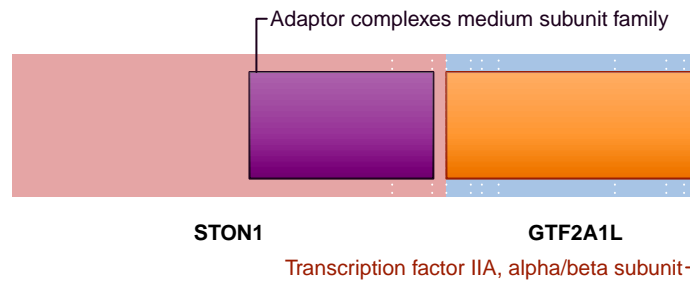 Adaptor complexes medium subunit family
STON1 GTF2A1L
Transcription factor IIA, alpha/beta subunit